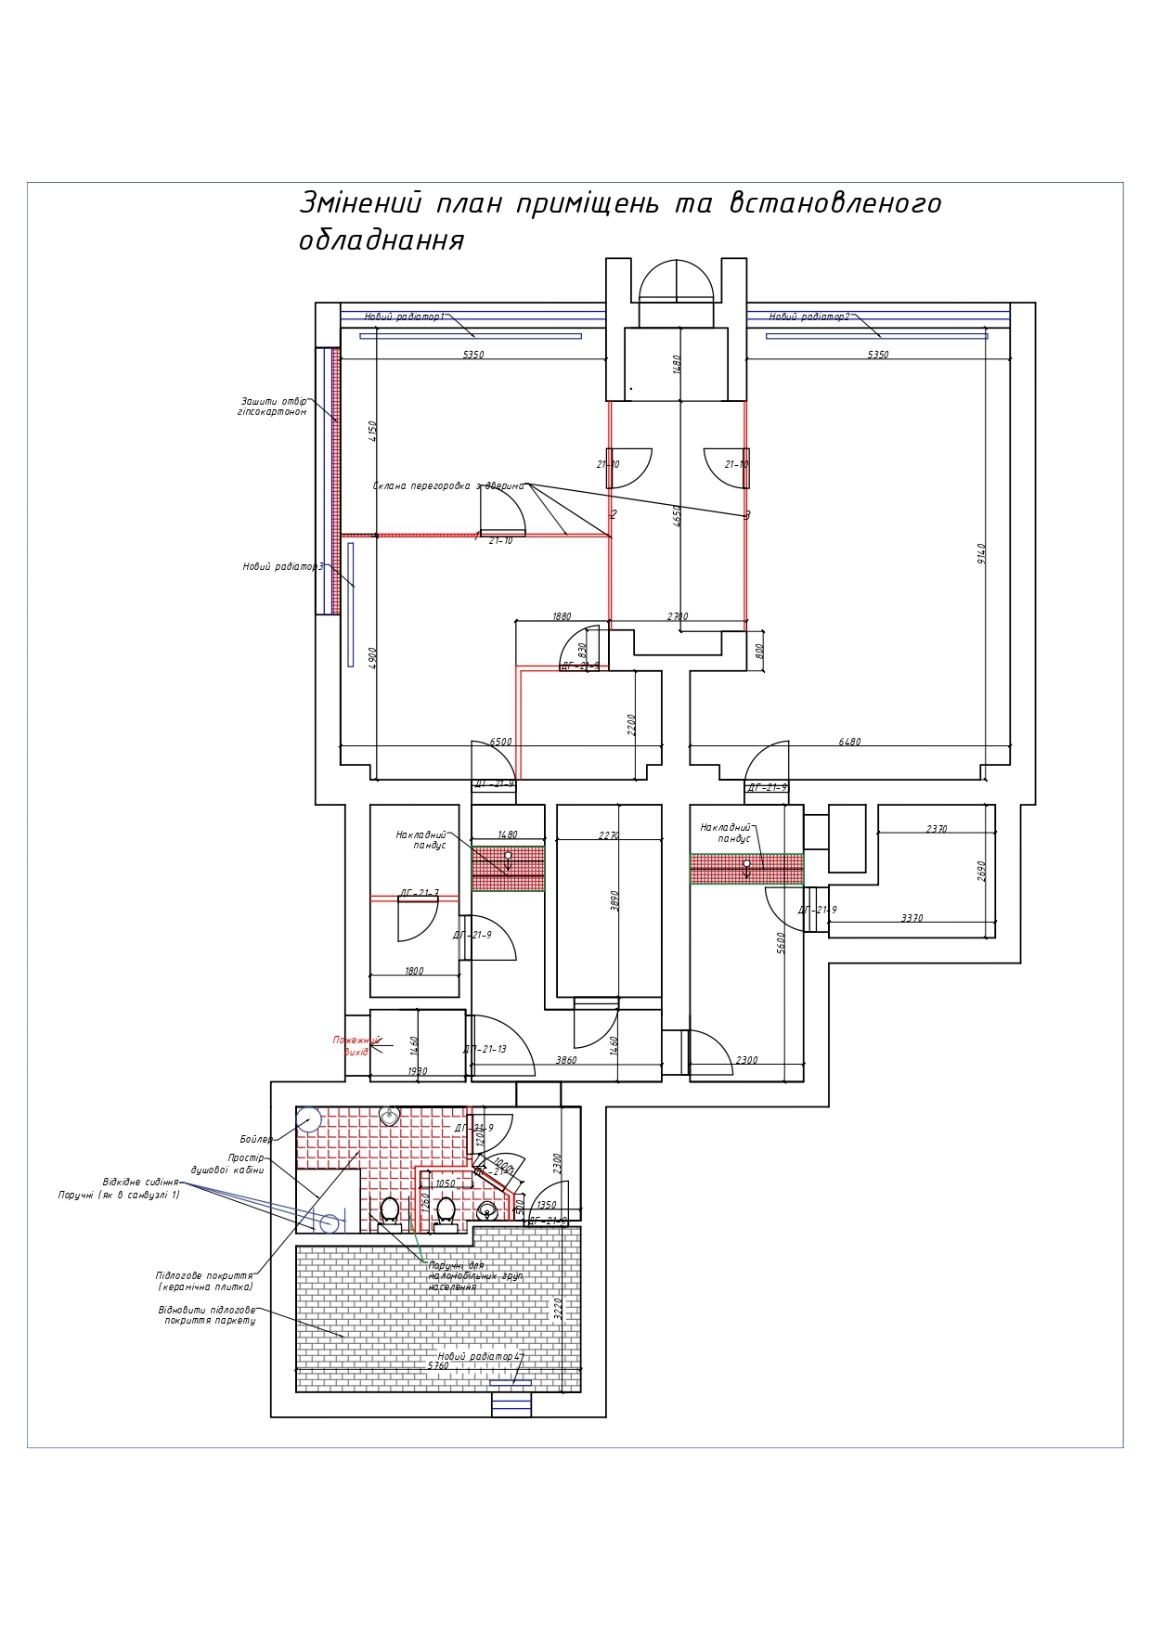 Змінений план приміщень та встановленого
обладнання
Новий радіатор1
Новий радіатор2
5350
1480
5350
Зашити отвір
гіпсокартоном
4150
21-10
21-10
Склана перегородка з дверима
2
4650
3
21-10
9140
Новий радіатор3
1880
2700
830
800
ДГ-21-9
4900
2200
6500
6480
ДГ-21-9
ДГ-21-9
Накладний
пандус
1480
2270
Накладний
пандус
2370
2690
ДГ-21-7
3890
ДГ-21-9
3370
ДГ-21-9
5600
1800
Пожежний
вихід
1460
ДП-21-13
1460
1930
3860
2300
Бойлер
ДГ-21-9
1200
Простір
душової кабіни
1000
2300
Відкідне сидіння
Поручні (як в санвузлі 1)
1050
1260
500
1350
Поручні для
маломобільних груп
населення
Підлогове покриття
(керамічна плитка)
Відновити підлогове
покриття паркету
3220
Новий радіатор4
5760